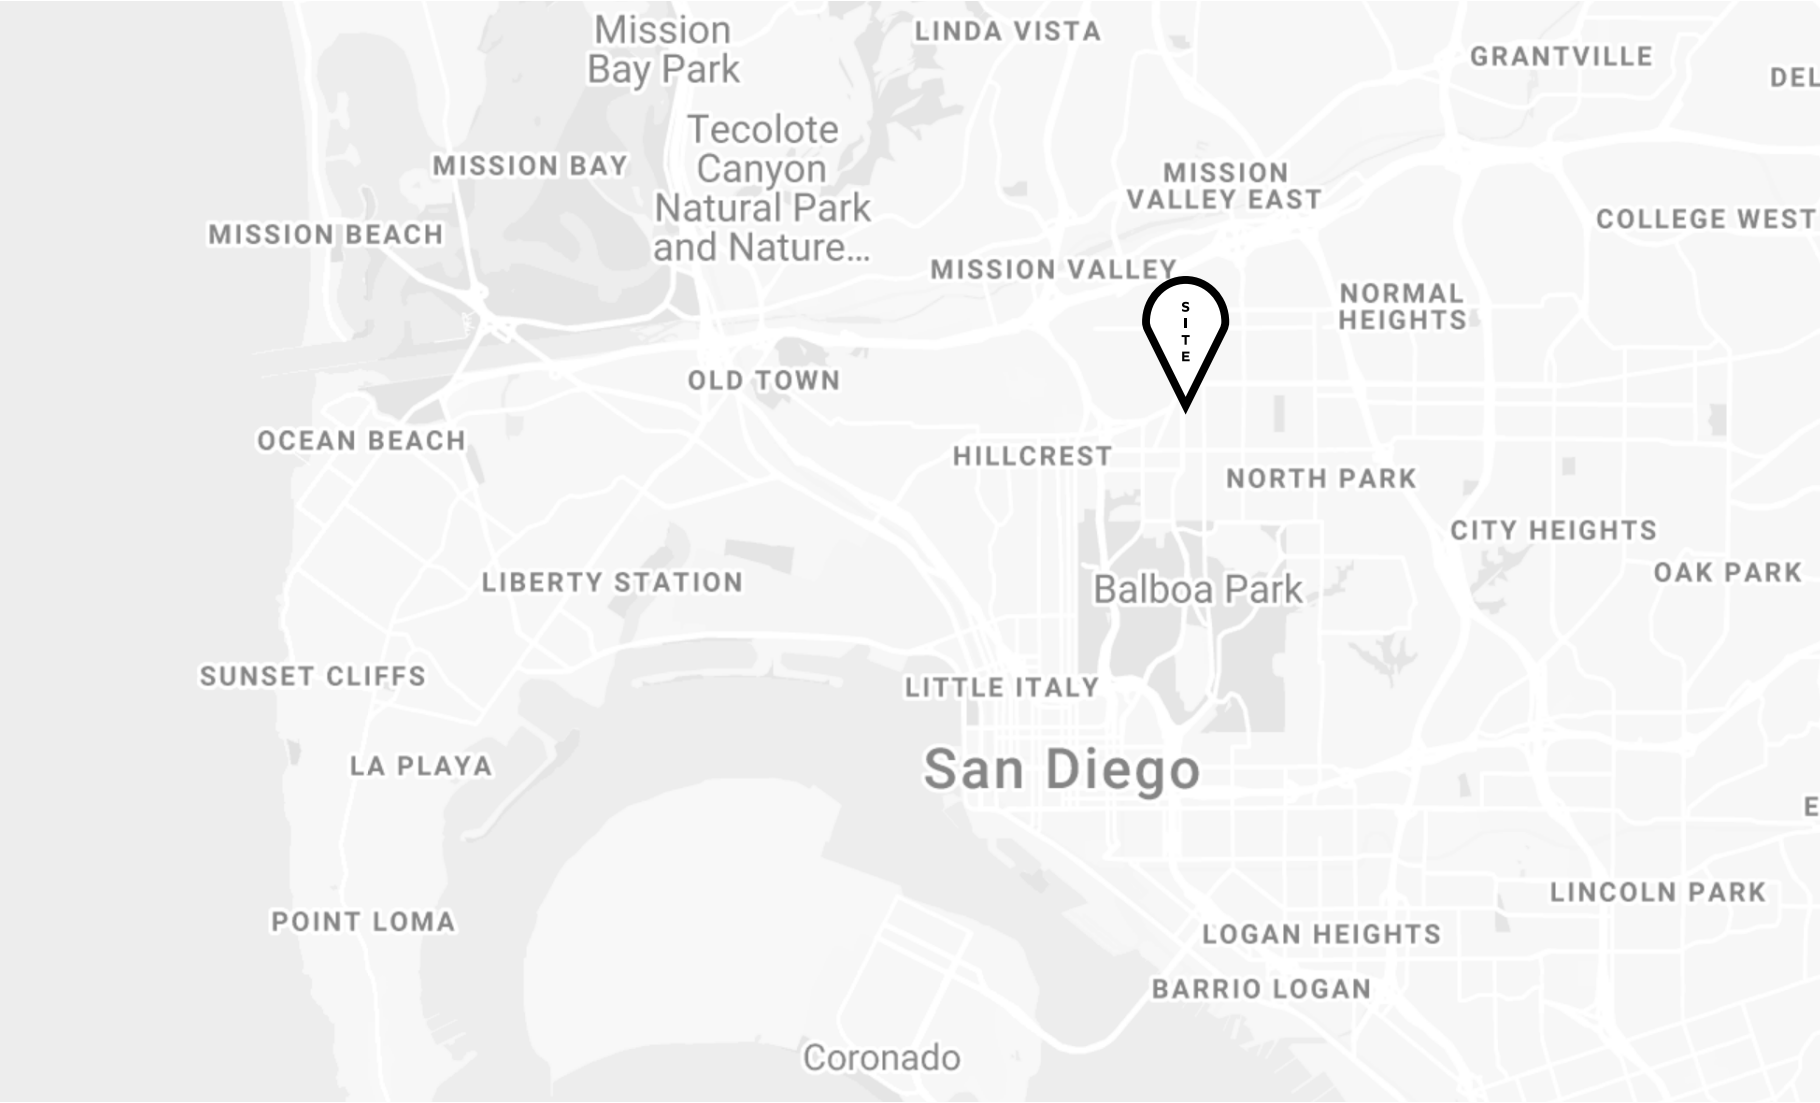 Mission
Bay Park
LINDA VISTA
GRANTVILLE
DEL
Tecolote
Canyon
Natural Park
and Nature...
MISSION BAY
MISSION
VALLEY EAST
COLLEGE WEST
MISSION BEACH
MISSION VALLEY
NORMAL
HEIGHTS
S
I
T
E
OLD TOWN
OCEAN BEACH
HILLCREST
NORTH PARK
CITY HEIGHTS
OAK PARK
LIBERTY STATION
Balboa Park
SUNSET CLIFFS
LITTLE ITALY
LA PLAYA
San Diego
E
LINCOLN PARK
POINT LOMA
LOGAN HEIGHTS
BARRIO LOGAN
Coronado